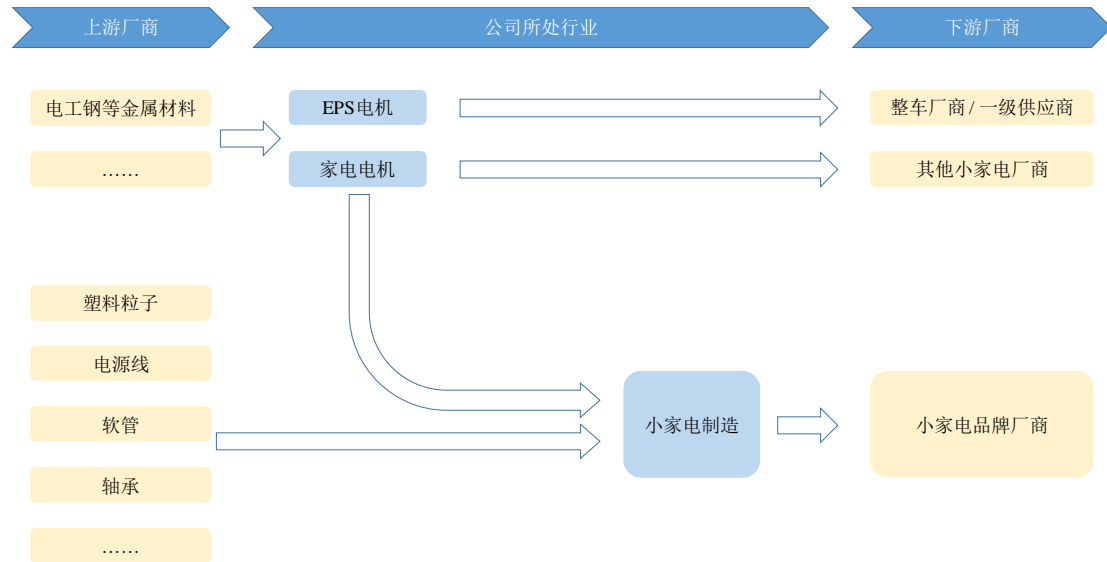 上游厂商
公司所处行业
下游厂商
电工钢等金属材料
EPS电机
整车厂商/一级供应商
……
家电电机
其他小家电厂商
塑料粒子
电源线
软管
小家电制造
小家电品牌厂商
轴承
……